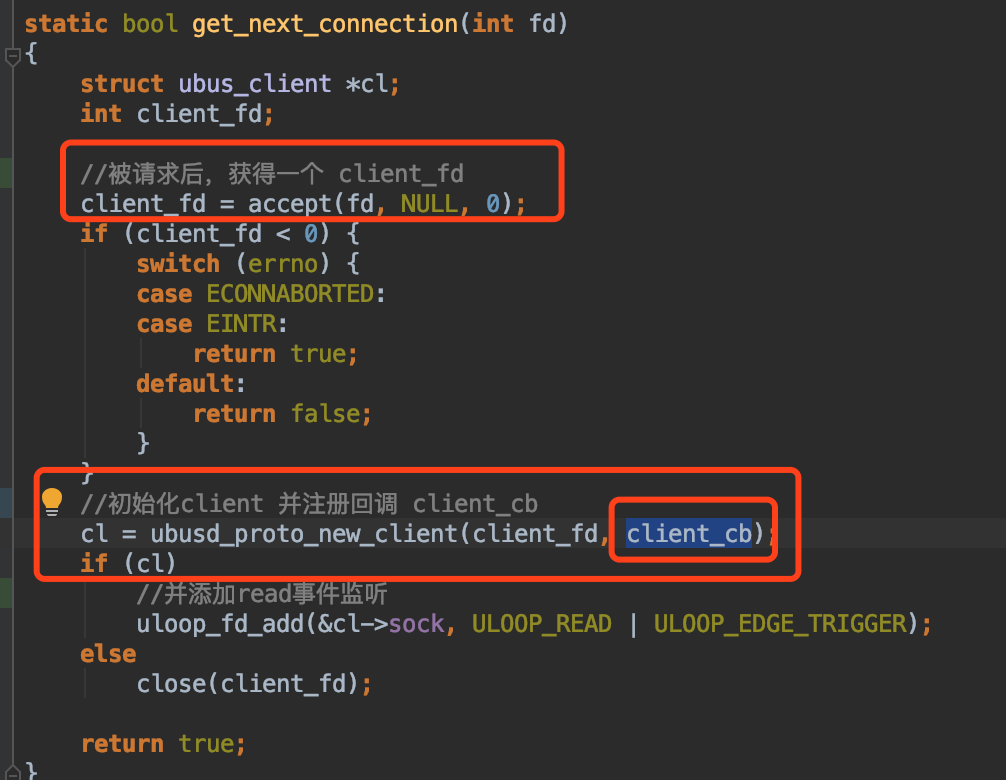 static bool get_next_connection(int fd)
{
    struct ubus_client *cl;
    int client_fd;

    //被请求后，获得一个 client_fd
    client_fd = accept(fd, NULL, 0);
    if (client_fd < 0) {
        switch (errno) {
        case ECONNABORTED:
        case EINTR:
            return true;
        default:
            return false;
        }
    }
    //初始化client 并注册回调 client_cb
    cl = ubusd_proto_new_client(client_fd, client_cb);
    if (cl)
        //并添加read事件监听
        uloop_fd_add(&cl->sock, ULOOP_READ | ULOOP_EDGE_TRIGGER);
    else
        close(client_fd);

    return true;
}